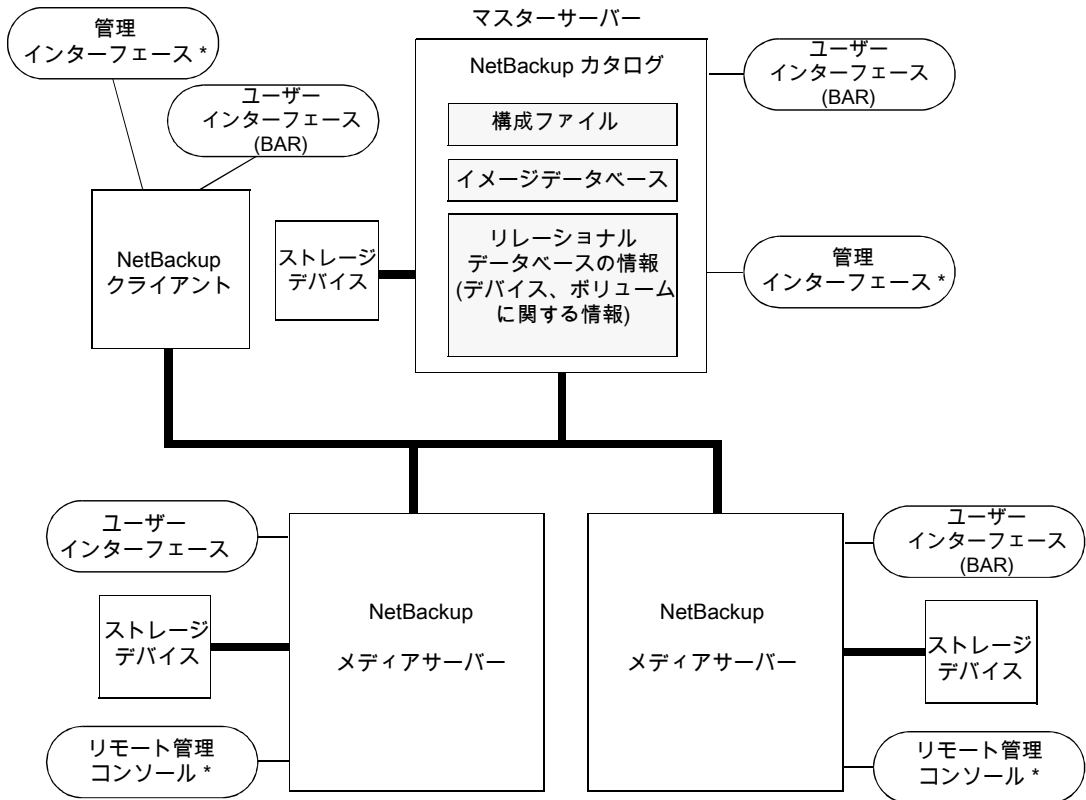 マスターサーバー
管理
インターフェース *
ユーザー
インターフェース
(BAR)
NetBackup カタログ
構成ファイル
イメージデータベース
リレーショナル
データベースの情報
(デバイス、ボリューム
に関する情報)
ユーザー
インターフェース
(BAR)
NetBackup
クライアント
ストレージ
デバイス
管理
インターフェース *
ユーザー
インターフェース
ストレージ
デバイス
リモート管理
コンソール *
NetBackup
メディアサーバー
NetBackup
メディアサーバー
ユーザー
インターフェース
(BAR)
ストレージ
デバイス
リモート管理
コンソール *